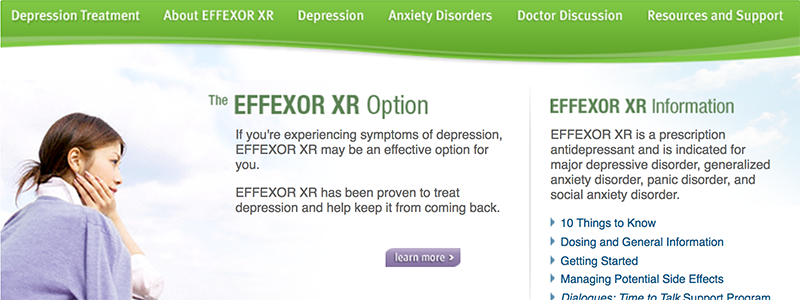 Depression Treatment About EFFEXOR XR Depression Anxiety Disorders Doctor Discussion Resources and Support
The EFFEXOR XR Option
If you're experiencing symptoms of depression,
EFFEXOR XR may be an effective option for
you.
EFFEXOR XR has been proven to treat
depression and help keep it from coming back.
learn more >
EFFEXOR XR Information
EFFEXOR XR is a prescription
antidepressant and is indicated for
major depressive disorder, generalized
anxiety disorder, panic disorder, and
social anxiety disorder.
10 Things to Know
Dosing and General Information
Getting Started
Managing Potential Side Effects
Dialogues: Time to Talk Support Program